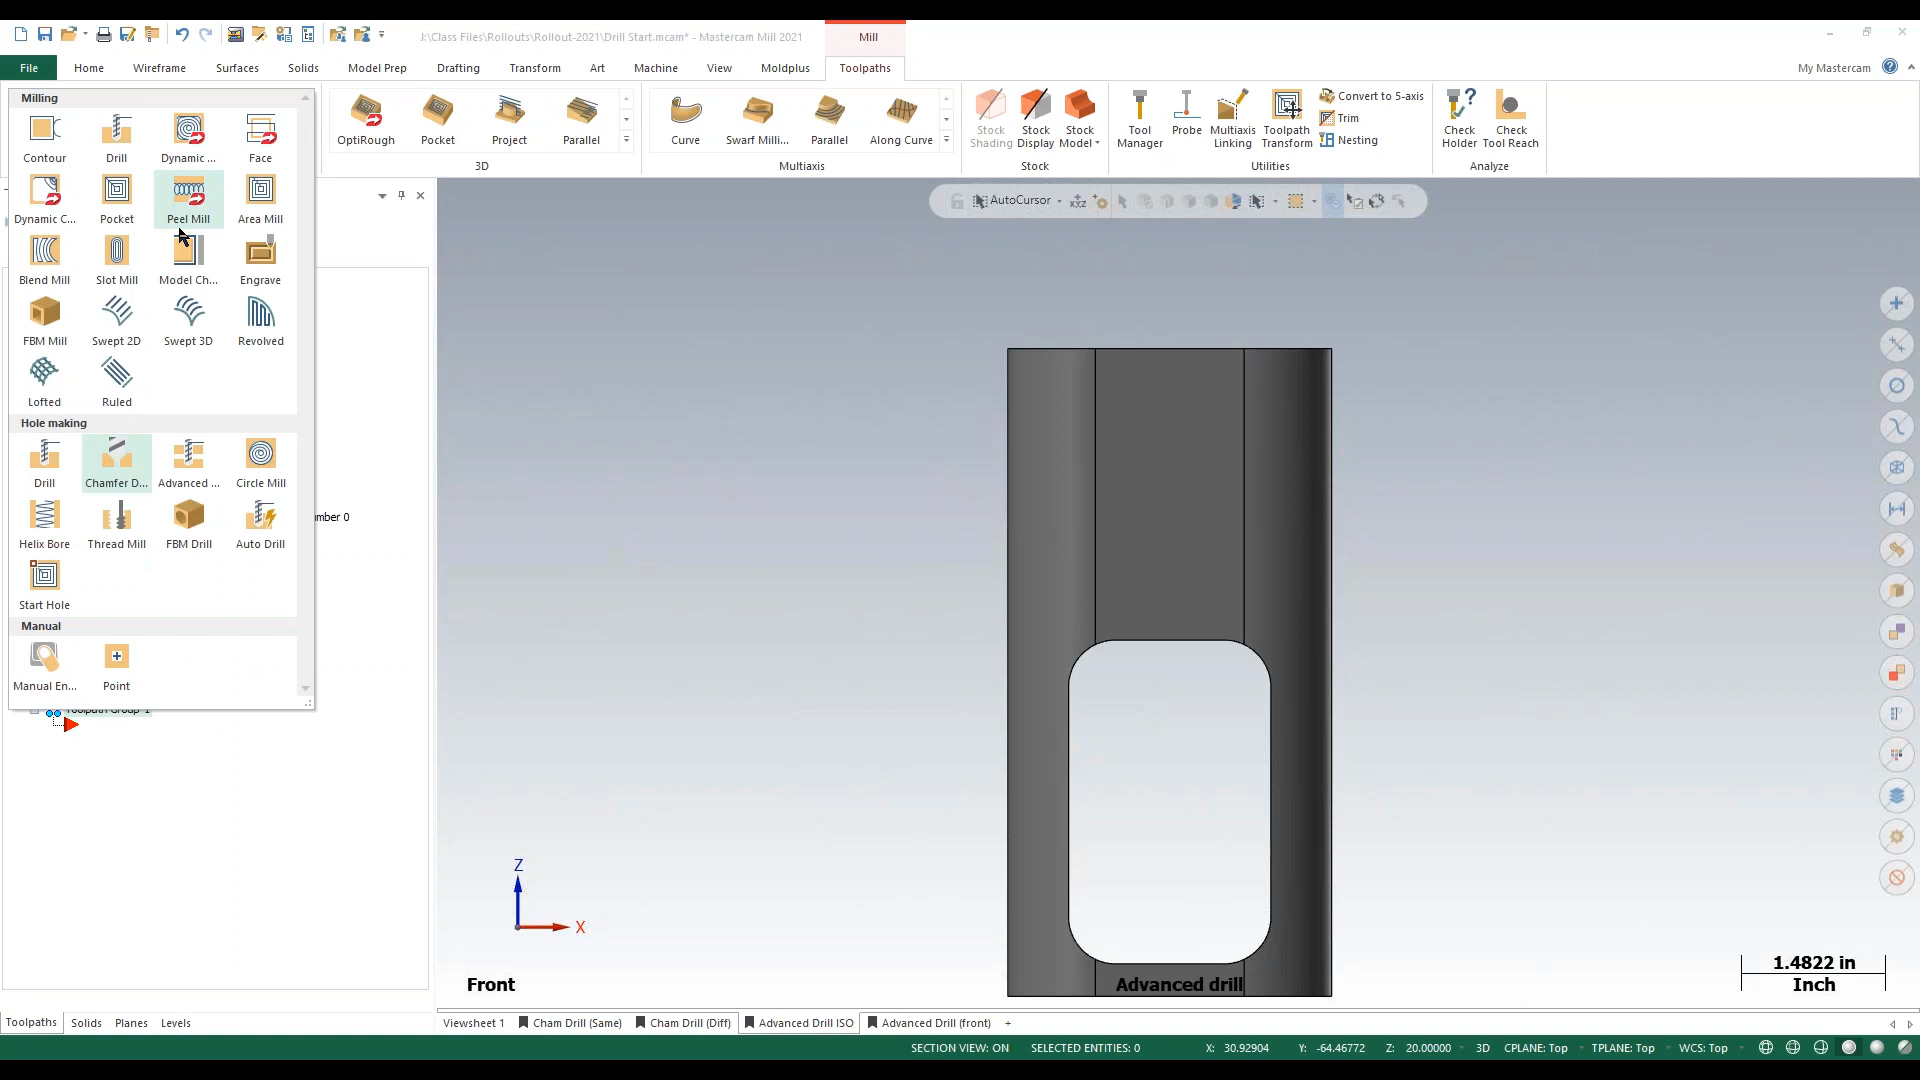 J:\Class Files\Rollouts\Rollout-2021\Drill Start.mcam* - Mastercam Mill 2021
Mill
File Home Wireframe Surfaces Solids Model Prep Drafting Transform Art Machine View Moldplus Toolpaths My Mastercam
Milling
Contour Drill Dynamic ... Face
Dynamic C... Pocket Peel Mill Area Mill
Blend Mill Slot Mill Model Ch... Engrave
FBM Mill Swept 2D Swept 3D Revolved
Lofted Ruled
Hole making
Drill Chamfer D... Advanced ... Circle Mill
Helix Bore Thread Mill FBM Drill Auto Drill
Start Hole
Manual
Manual En... Point
OptiRough Pocket Project Parallel
3D
Curve Swarf Milli... Parallel Along Curve
Multiaxis
Stock Shading Stock Display Stock Model
Stock
Tool Manager Probe Multiaxis Linking Toolpath Transform
Convert to 5-axis
Trim
Nesting
Utilities
Check Holder Check Tool Reach
Analyze
AutoCursor
mber 0
Toolpath Group-1
Z
X
Front
Advanced drill
1.4822 in
Inch
Toolpaths Solids Planes Levels
Viewsheet 1 Cham Drill (Same) Cham Drill (Diff) Advanced Drill ISO Advanced Drill (front) +
SECTION VIEW: ON SELECTED ENTITIES: 0 X: 30.92904 Y: -64.46772 Z: 20.00000 3D CPLANE: Top TPLANE: Top WCS: Top